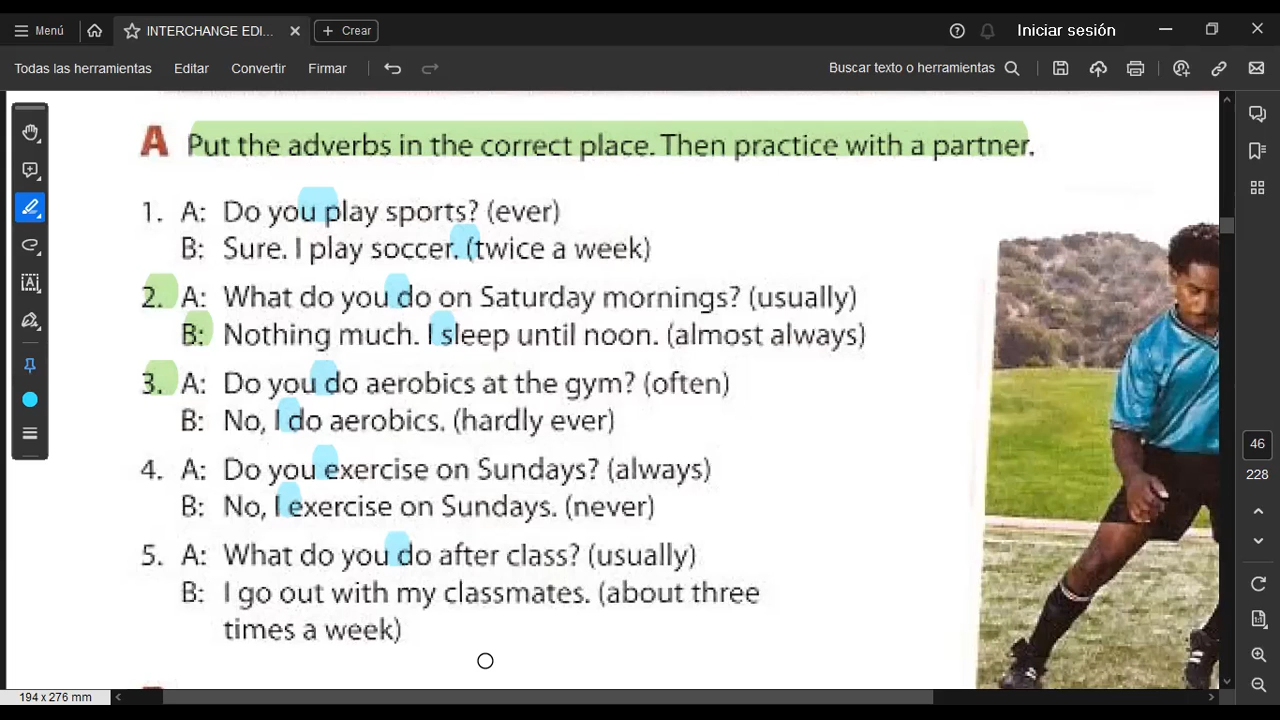 Menú
INTERCHANGE EDI...
Crear
Iniciar sesión
Todas las herramientas
Editar
Convertir
Firmar
Buscar texto o herramientas
A Put the adverbs in the correct place. Then practice with a partner.
1. A: Do you play sports? (ever)
B: Sure. I play soccer. (twice a week)
2. A: What do you do on Saturday mornings? (usually)
B: Nothing much. I sleep until noon. (almost always)
3. A: Do you do aerobics at the gym? (often)
B: No, I do aerobics. (hardly ever)
4. A: Do you exercise on Sundays? (always)
B: No, I exercise on Sundays. (never)
5. A: What do you do after class? (usually)
B: I go out with my classmates. (about three
times a week)
46
228
194 x 276 mm